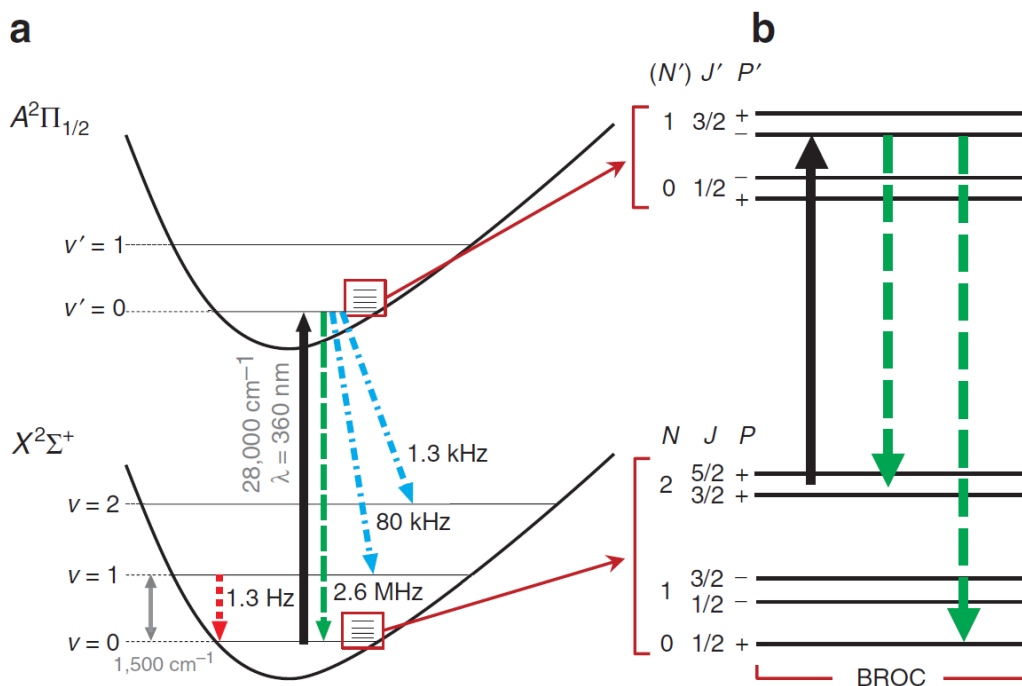 a
b
(N′) J′ P′
A²Π₁/₂
1 3/2 +
−
0 1/2 −
+
v′ = 1
v′ = 0
28,000 cm⁻¹
λ = 360 nm
X²Σ⁺
N J P
1.3 kHz
2 5/2 +
3/2 +
v = 2
80 kHz
v = 1
1.3 Hz
2.6 MHz
1 3/2 −
1/2 −
v = 0
1,500 cm⁻¹
0 1/2 +
BROC